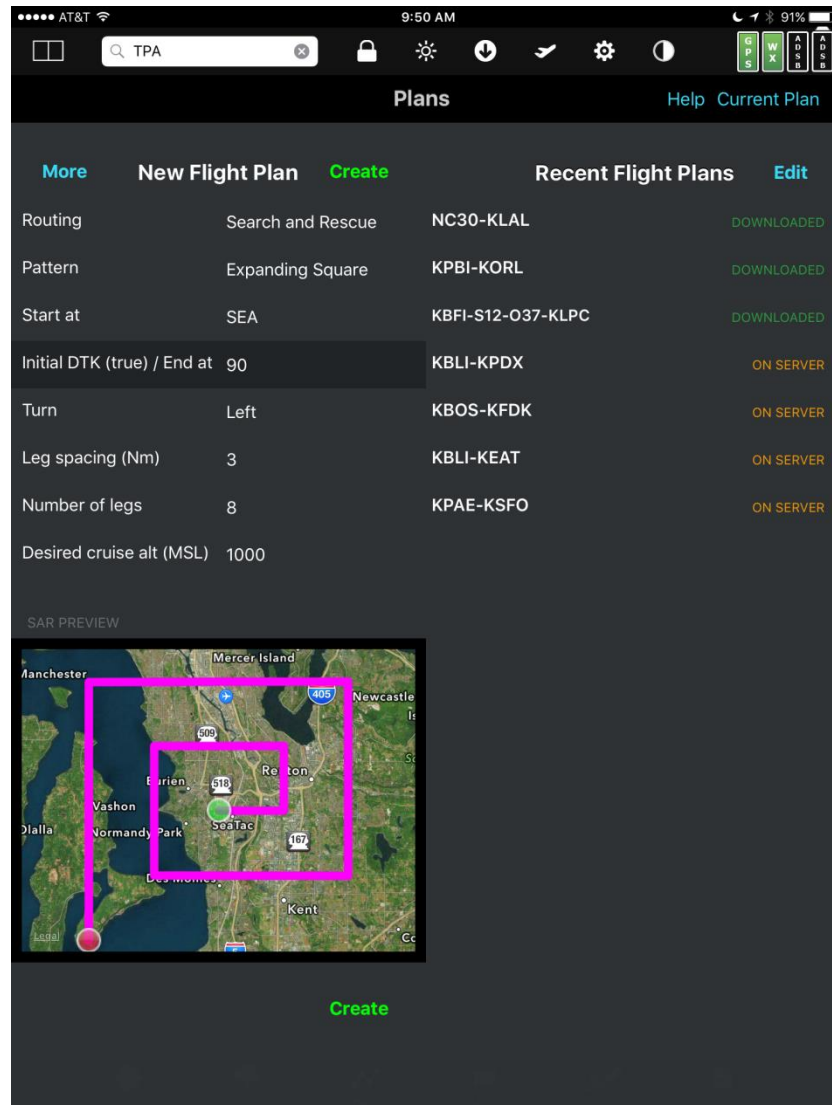 AT&T 9:50 AM 91%
TPA GPS WX ADSB ADSB
Plans Help Current Plan
More New Flight Plan Create Recent Flight Plans Edit
Routing Search and Rescue NC30-KLAL DOWNLOADED
Pattern Expanding Square KPBI-KORL DOWNLOADED
Start at SEA KBFI-S12-O37-KLPC DOWNLOADED
Initial DTK (true) / End at 90 KBLI-KPDX ON SERVER
Turn Left KBOS-KFDK ON SERVER
Leg spacing (Nm) 3 KBLI-KEAT ON SERVER
Number of legs 8 KPAE-KSFO ON SERVER
Desired cruise alt (MSL) 1000
SAR PREVIEW
Mercer Island
Manchester
405 Newcastle
509
Burien 518 Renton
Vashon
Olalla Normandy Park SeaTac
167
Des Moines
Kent
Legal
Create